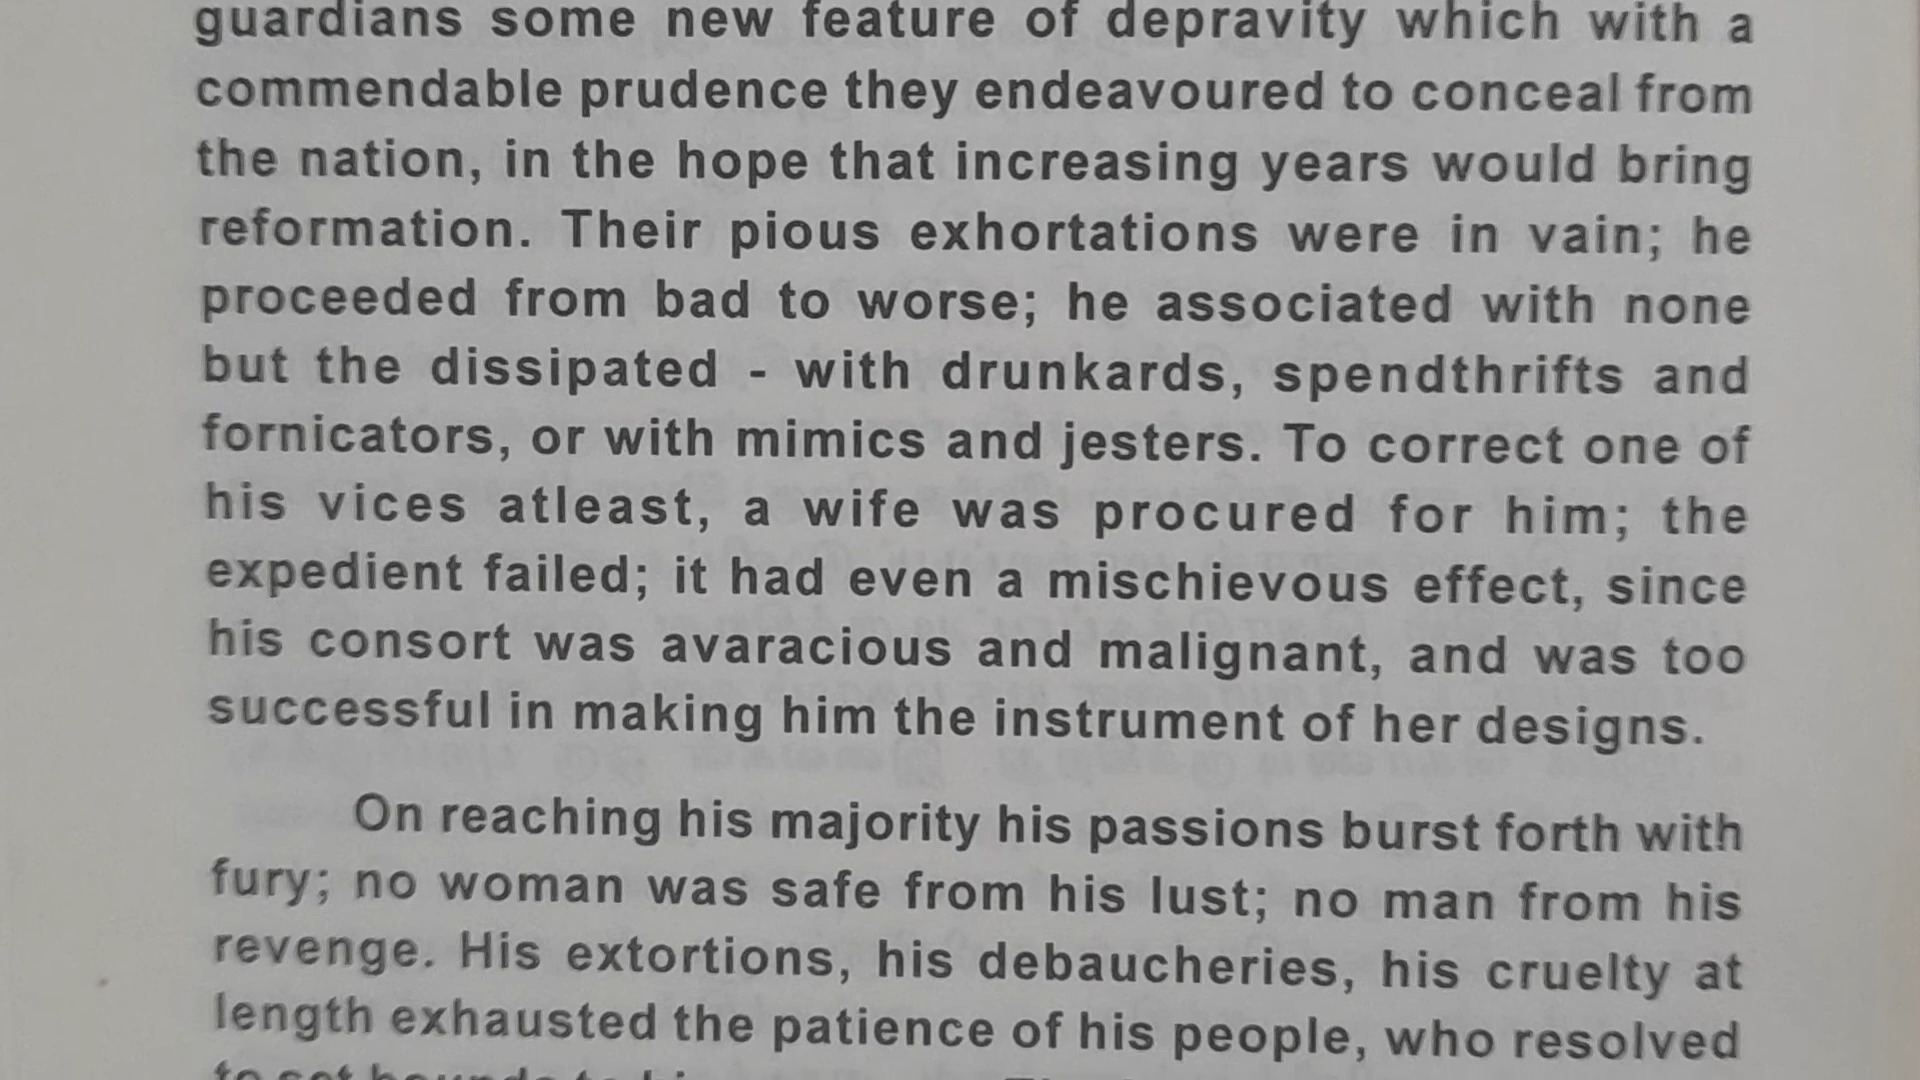 guardians some new feature of depravity which with a
commendable prudence they endeavoured to conceal from
the nation, in the hope that increasing years would bring
reformation. Their pious exhortations were in vain; he
proceeded from bad to worse; he associated with none
but the dissipated - with drunkards, spendthrifts and
fornicators, or with mimics and jesters. To correct one of
his vices atleast, a wife was procured for him; the
expedient failed; it had even a mischievous effect, since
his consort was avaracious and malignant, and was too
successful in making him the instrument of her designs.
On reaching his majority his passions burst forth with
fury; no woman was safe from his lust; no man from his
revenge. His extortions, his debaucheries, his cruelty at
length exhausted the patience of his people, who resolved
to set bounds to